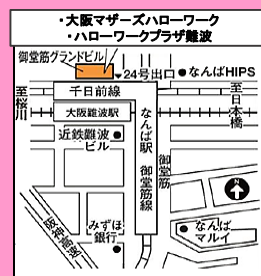 ・大阪マザーズハローワーク
・ハローワークプラザ難波
御堂筋グランドビル
24号出口
なんばHIPS
至桜川
千日前線
至日本橋
大阪難波駅
近鉄難波
ビル
なんば駅
御堂筋線
御堂筋
阪神高速
みずほ
銀行
なんば
マルイ